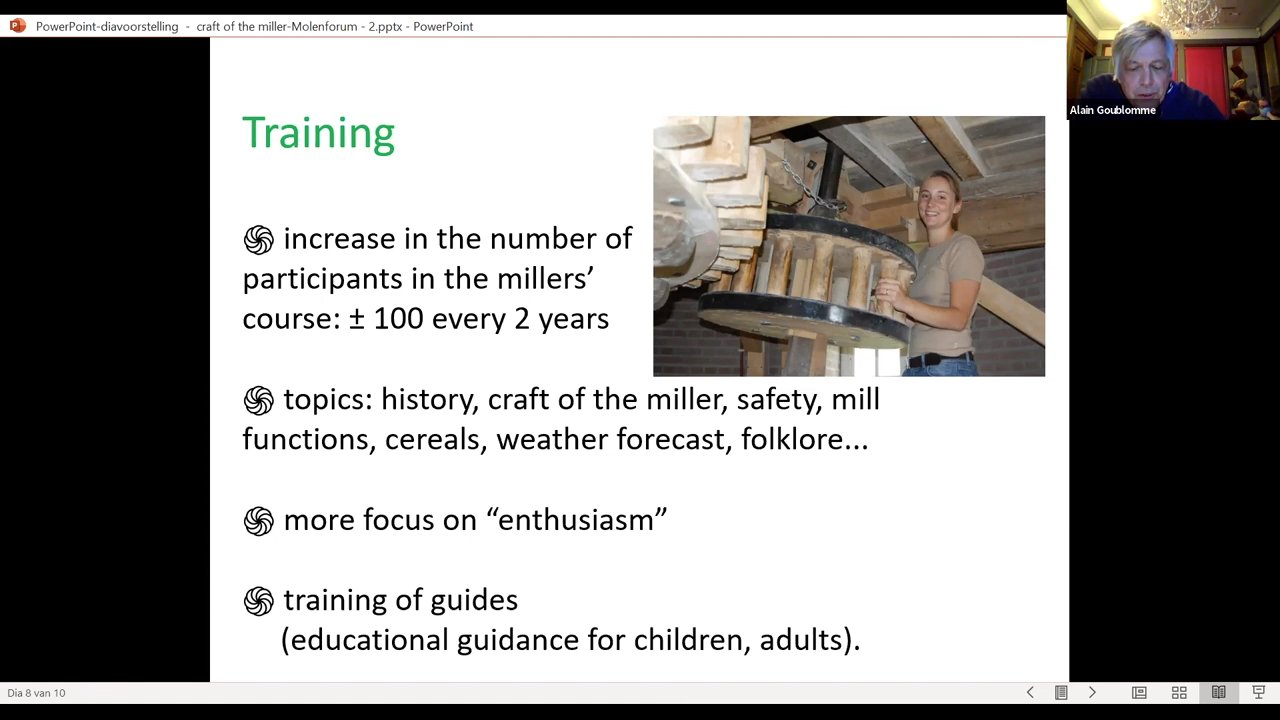 PowerPoint-diavoorstelling - craft of the miller-Molenforum - 2.pptx - PowerPoint
Alain Goublomme
Training
increase in the number of
participants in the millers’
course: ± 100 every 2 years
topics: history, craft of the miller, safety, mill
functions, cereals, weather forecast, folklore...
more focus on “enthusiasm”
training of guides
(educational guidance for children, adults).
Dia 8 van 10